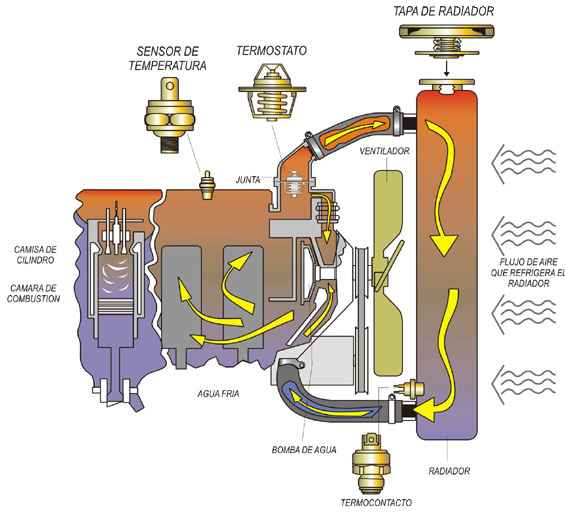 TAPA DE RADIADOR
SENSOR DE
TEMPERATURA
TERMOSTATO
JUNTA
VENTILADOR
CAMISA DE
CILINDRO
CAMARA DE
COMBUSTION
FLUJO DE AIRE
QUE REFRIGERA EL
RADIADOR
AGUA FRIA
BOMBA DE AGUA
RADIADOR
TERMOCONTACTO